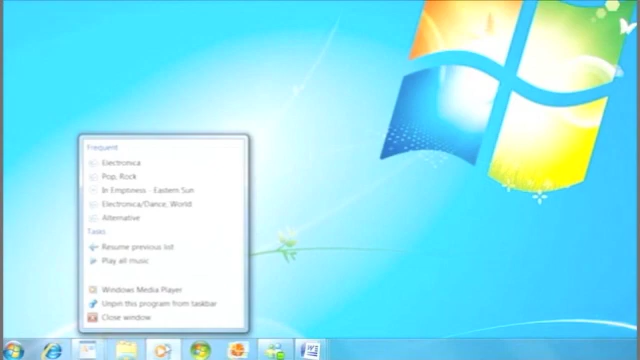 Frequent
Electronica
Pop, Rock
In Emptiness - Eastern Sun
Electronica/Dance, World
Alternative
Tasks
Resume previous list
Play all music
Windows Media Player
Unpin this program from taskbar
Close window